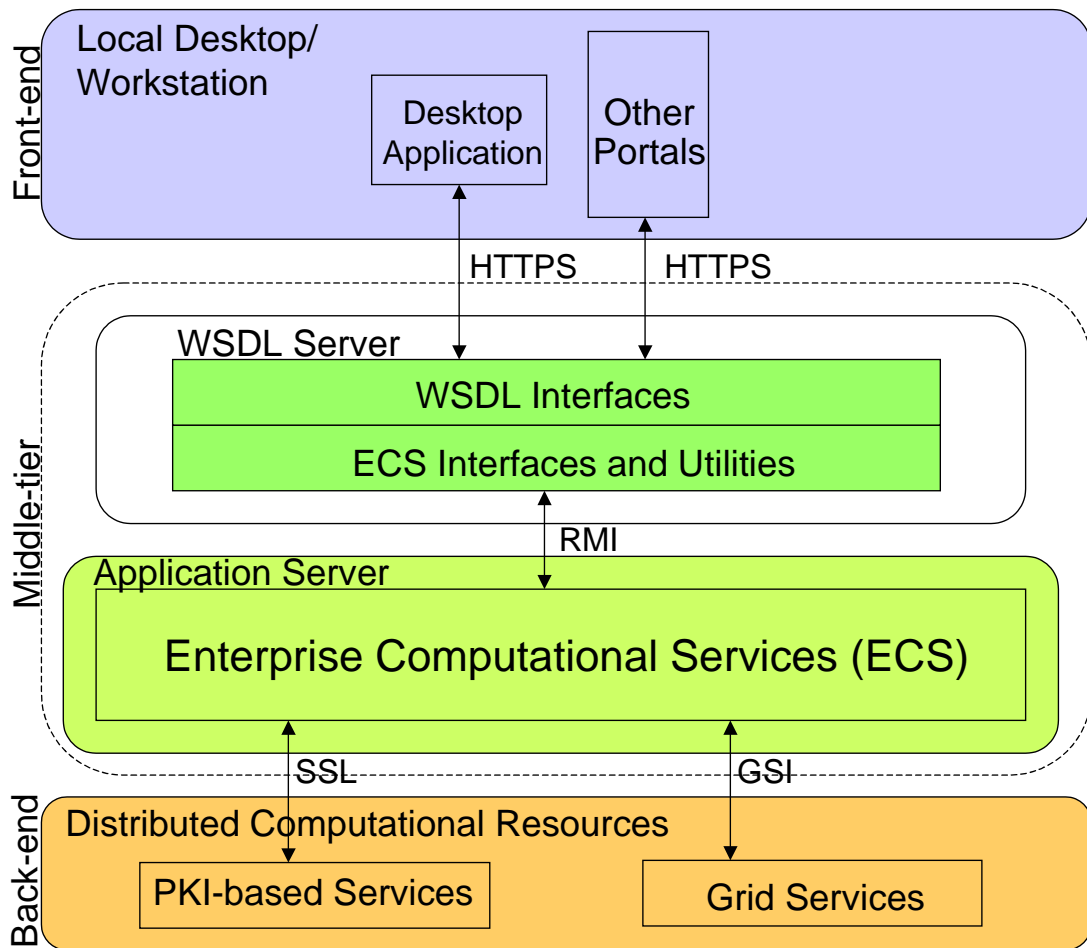 Front-end
Local Desktop/
Workstation
Desktop
Application
Other
Portals
HTTPS
HTTPS
Middle-tier
WSDL Server
WSDL Interfaces
ECS Interfaces and Utilities
RMI
Application Server
Enterprise Computational Services (ECS)
SSL
GSI
Back-end
Distributed Computational Resources
PKI-based Services
Grid Services